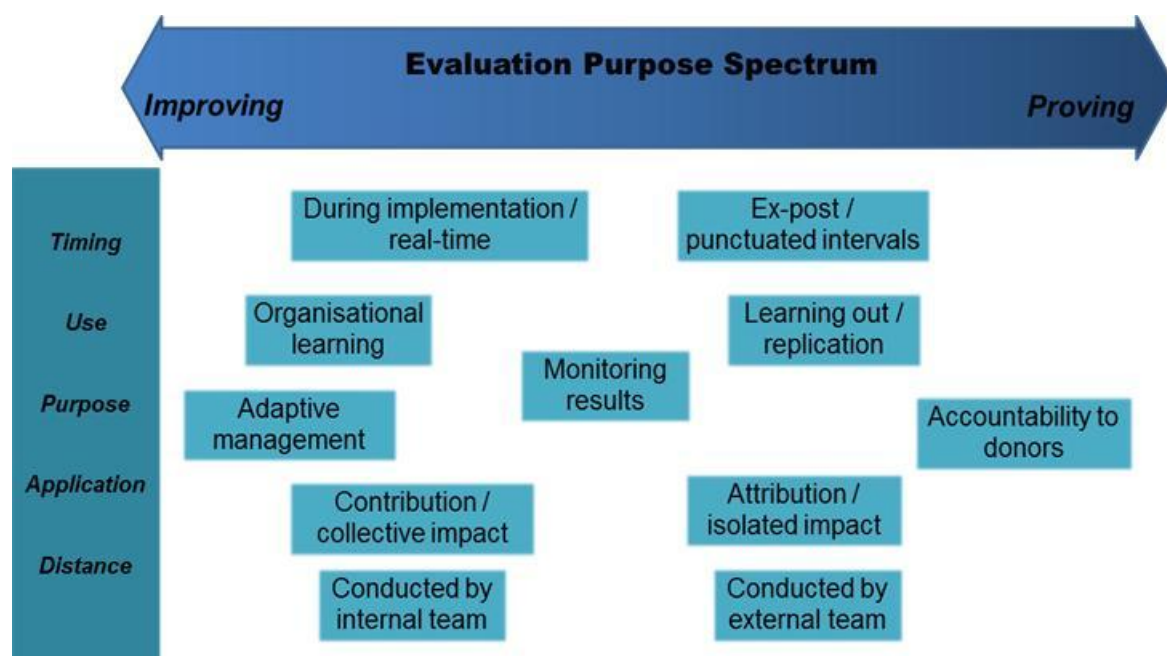 Evaluation Purpose Spectrum
Improving
Proving
Timing
During implementation /
real-time
Ex-post /
punctuated intervals
Use
Organisational
learning
Learning out /
replication
Monitoring
results
Purpose
Adaptive
management
Accountability to
donors
Application
Contribution /
collective impact
Attribution /
isolated impact
Distance
Conducted by
internal team
Conducted by
external team